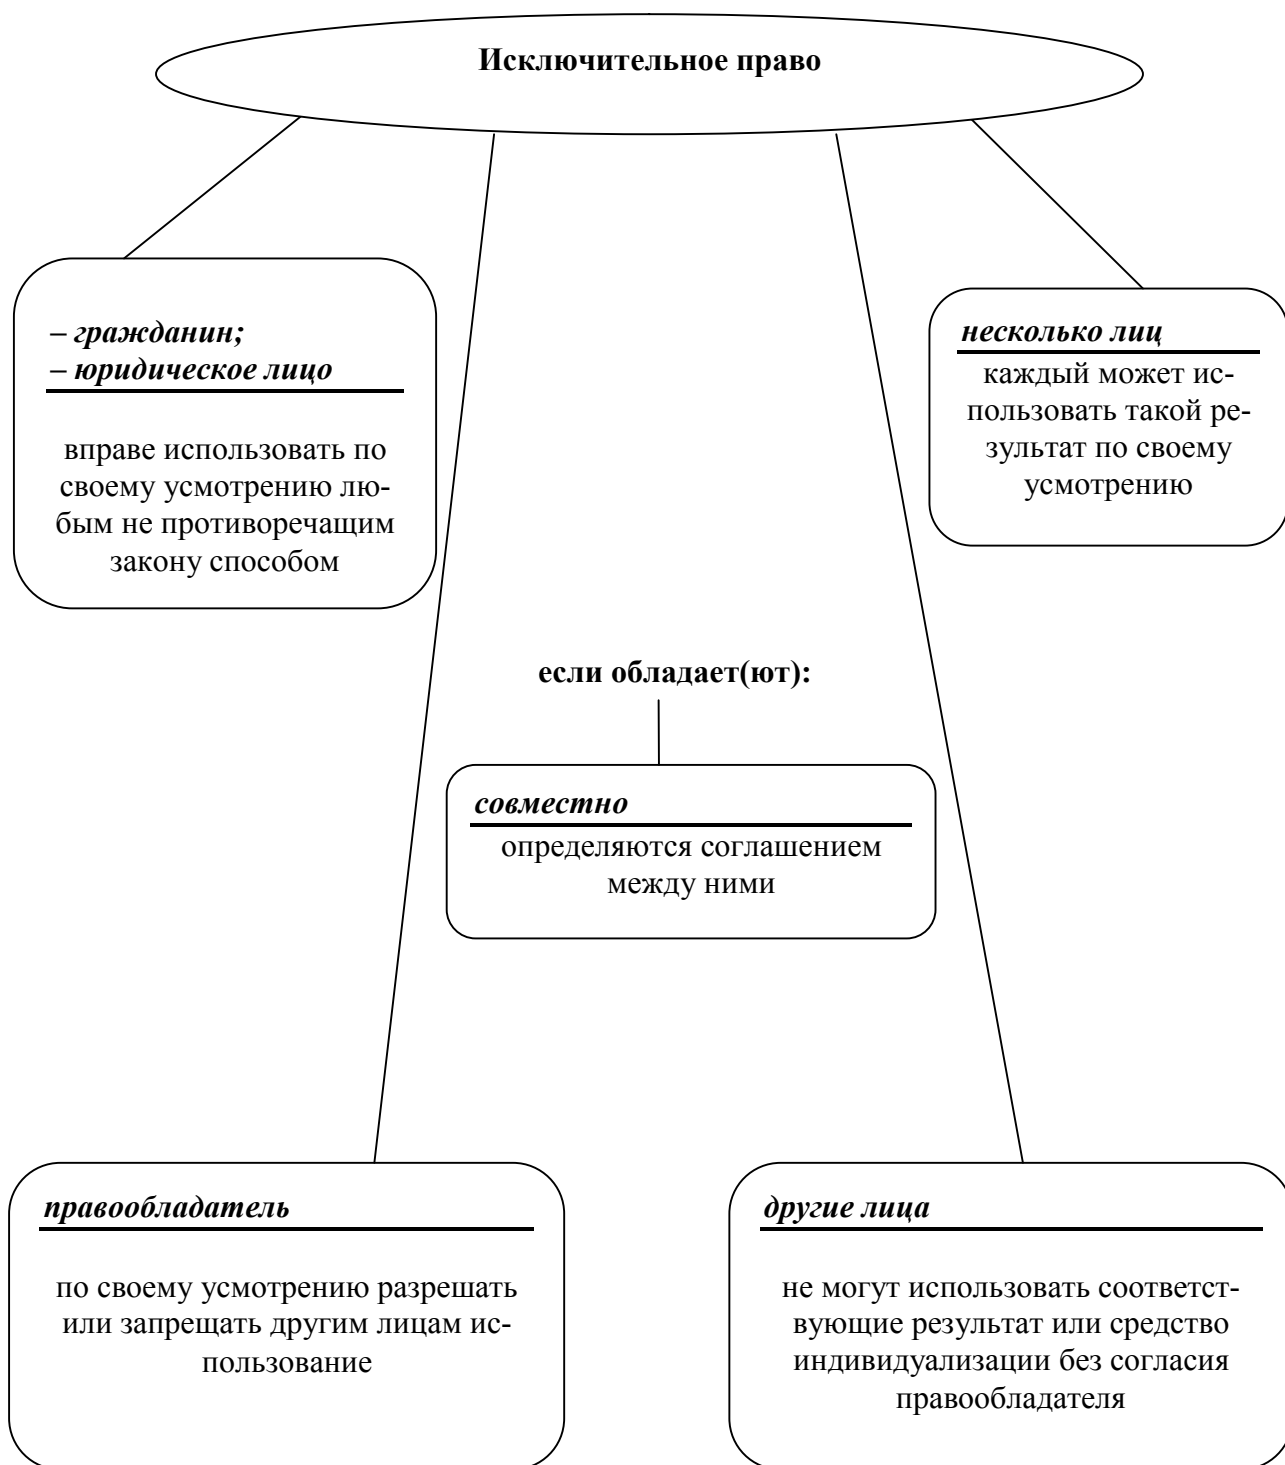 Исключительное право
– гражданин;
– юридическое лицо
вправе использовать по
своему усмотрению лю-
бым не противоречащим
закону способом
несколько лиц
каждый может ис-
пользовать такой ре-
зультат по своему
усмотрению
если обладает(ют):
совместно
определяются соглашением
между ними
правообладатель
по своему усмотрению разрешать
или запрещать другим лицам ис-
пользование
другие лица
не могут использовать соответст-
вующие результат или средство
индивидуализации без согласия
правообладателя